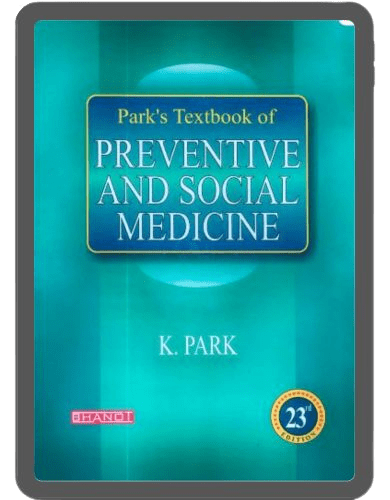 Park's Textbook of
PREVENTIVE
AND SOCIAL
MEDICINE
K. PARK
BHANOT
23rd
EDITION